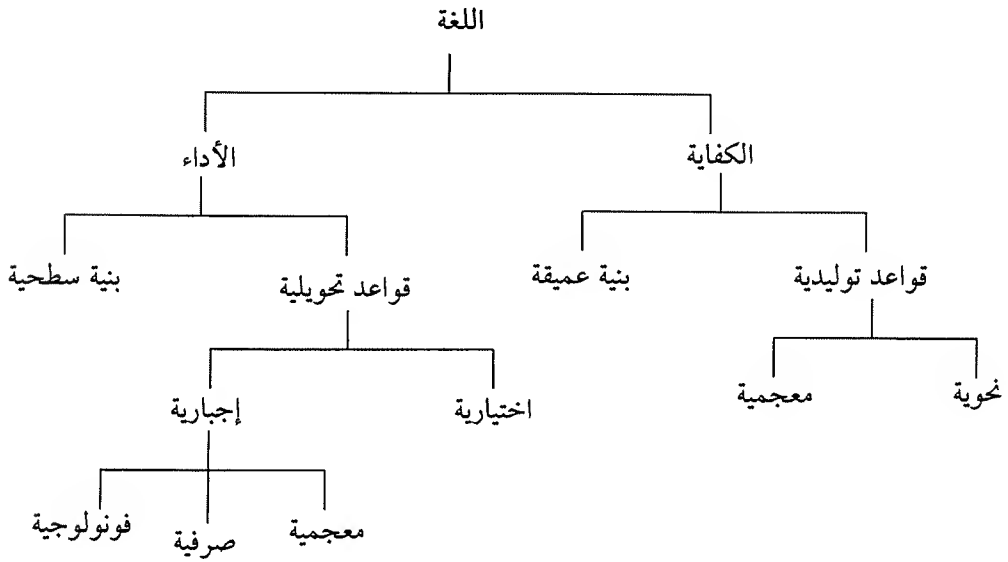 اللغة
الكفاية
الأداء
قواعد توليدية
بنية عميقة
قواعد تحويلية
بنية سطحية
نحوية
معجمية
اختيارية
إجبارية
معجمية
صرفية
فونولوجية